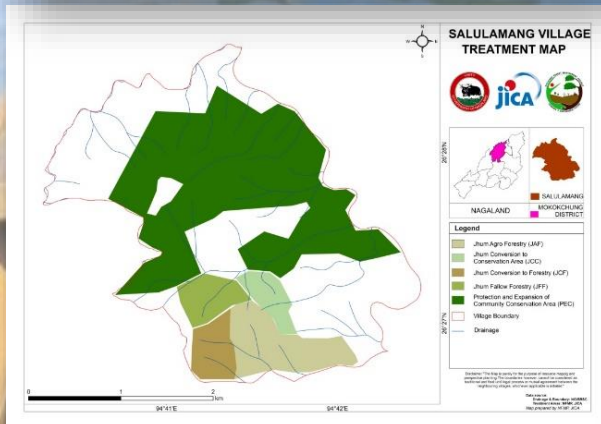 SALULAMANG VILLAGE
TREATMENT MAP
N
W
E
S
JICA
26°28'N
26°27'N
SALULAMANG
NAGALAND
MOKOKCHUNG
DISTRICT
Legend
Jhum Agro Forestry (JAF)
Jhum Conversion to
Conservation Area (JCC)
Jhum Conversion to Forestry (JCF)
Jhum Fallow Forestry (JFF)
Protection and Expansion of
Community Conservation Area (PEC)
Village Boundary
Drainage
0
1
2
km
94°41'E
94°42'E